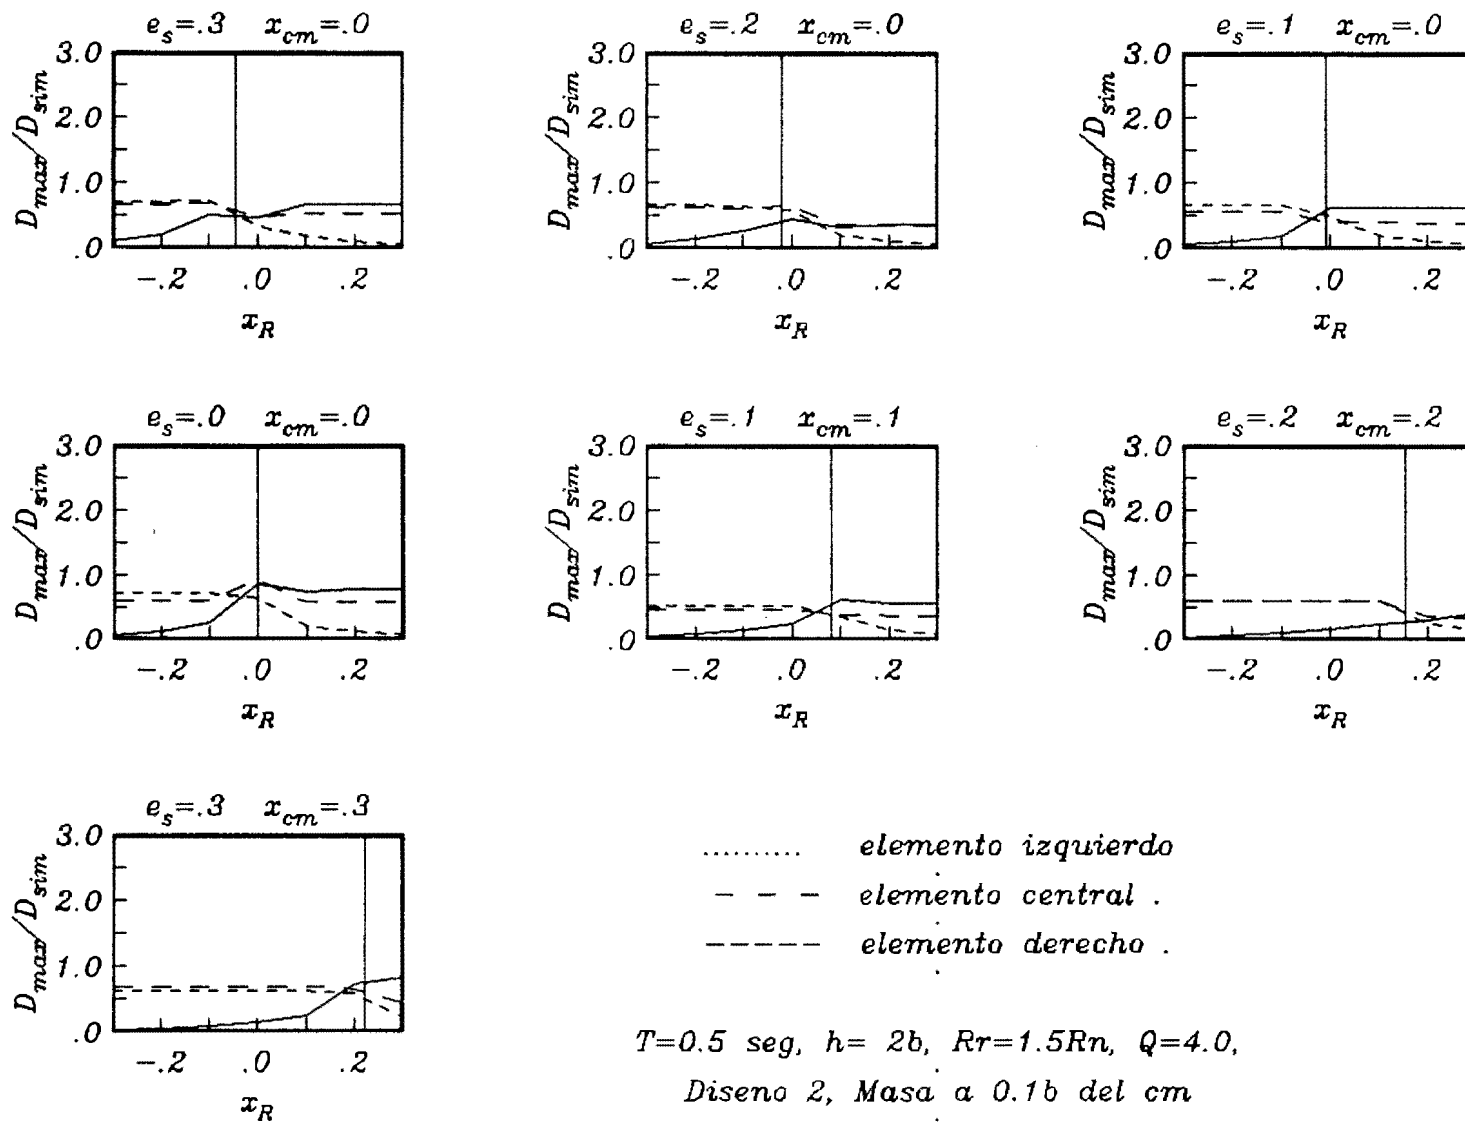 e_s=.3 x_cm=.0
e_s=.2 x_cm=.0
e_s=.1 x_cm=.0
D_max/D_sim
3.0
2.0
1.0
.0
-.2 .0 .2
x_R
D_max/D_sim
3.0
2.0
1.0
.0
-.2 .0 .2
x_R
D_max/D_sim
3.0
2.0
1.0
.0
-.2 .0 .2
x_R
e_s=.0 x_cm=.0
e_s=.1 x_cm=.1
e_s=.2 x_cm=.2
D_max/D_sim
3.0
2.0
1.0
.0
-.2 .0 .2
x_R
D_max/D_sim
3.0
2.0
1.0
.0
-.2 .0 .2
x_R
D_max/D_sim
3.0
2.0
1.0
.0
-.2 .0 .2
x_R
e_s=.3 x_cm=.3
D_max/D_sim
3.0
2.0
1.0
.0
-.2 .0 .2
x_R
elemento izquierdo
elemento central .
elemento derecho .
T=0.5 seg, h= 2b, Rr=1.5Rn, Q=4.0,
Diseno 2, Masa a 0.1b del cm